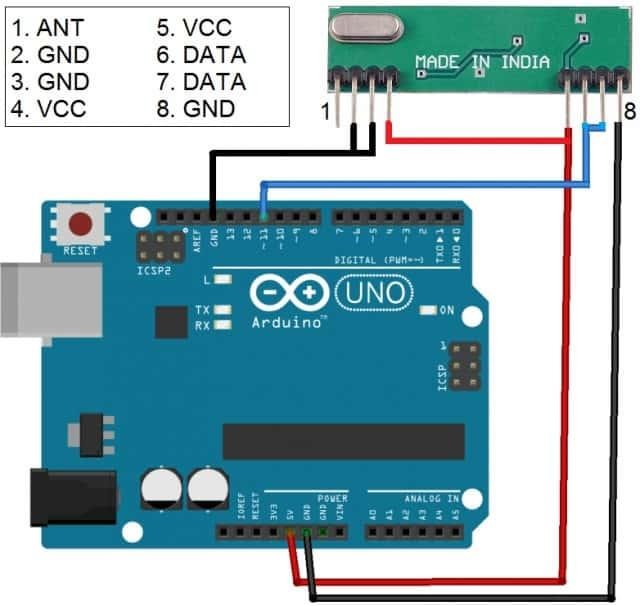 1. ANT 5. VCC
2. GND 6. DATA
3. GND 7. DATA
4. VCC 8. GND
MADE IN INDIA
1 8
RESET
AREF
GND
13
12
~11
~10
~9
8
7
~6
~5
4
~3
2
TX0 ▶ 1
RX0 ◀ 0
ICSP2
DIGITAL (PWM=~)
L
TX
RX
UNO
ON
Arduino™
1
ICSP
POWER
ANALOG IN
IOREF
RESET
3V3
5V
GND
GND
VIN
A0
A1
A2
A3
A4
A5